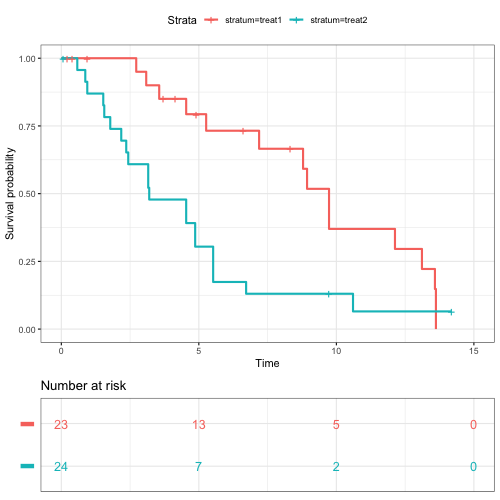 Strata stratum=treat1 stratum=treat2
Survival probability
1.00
0.75
0.50
0.25
0.00
0 5 10 15
Time
Number at risk
23 13 5 0
24 7 2 0